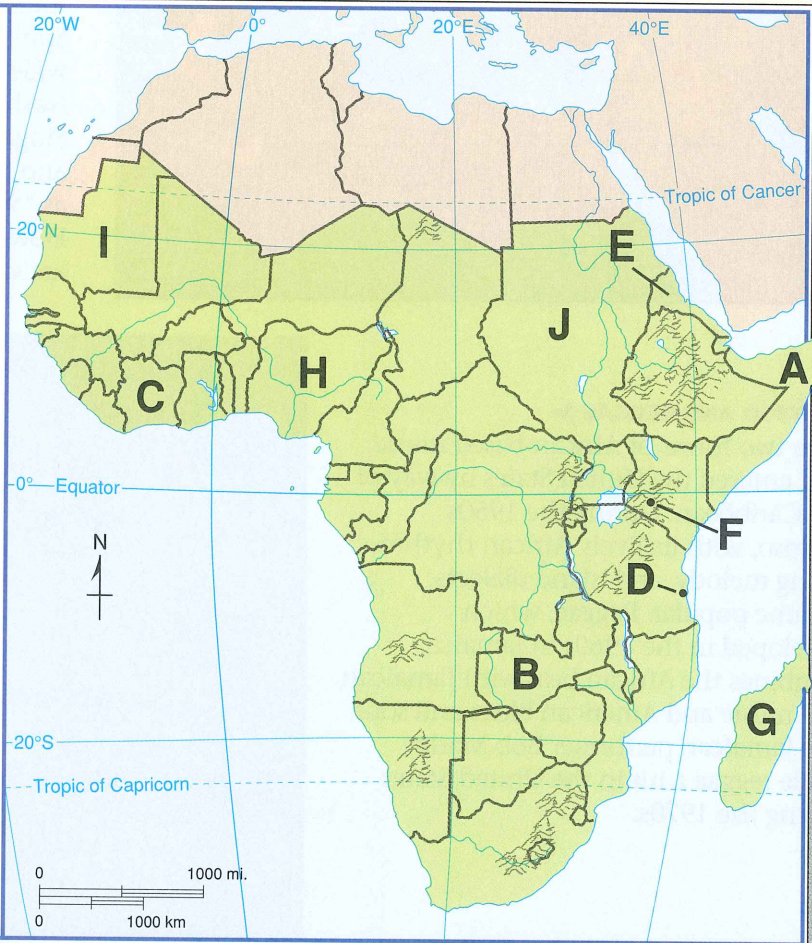 20°W
0°
20°E
40°E
Tropic of Cancer
20°N
I
E
J
A
H
C
0° Equator
F
N
D
B
G
20°S
Tropic of Capricorn
0 1000 mi.
0 1000 km